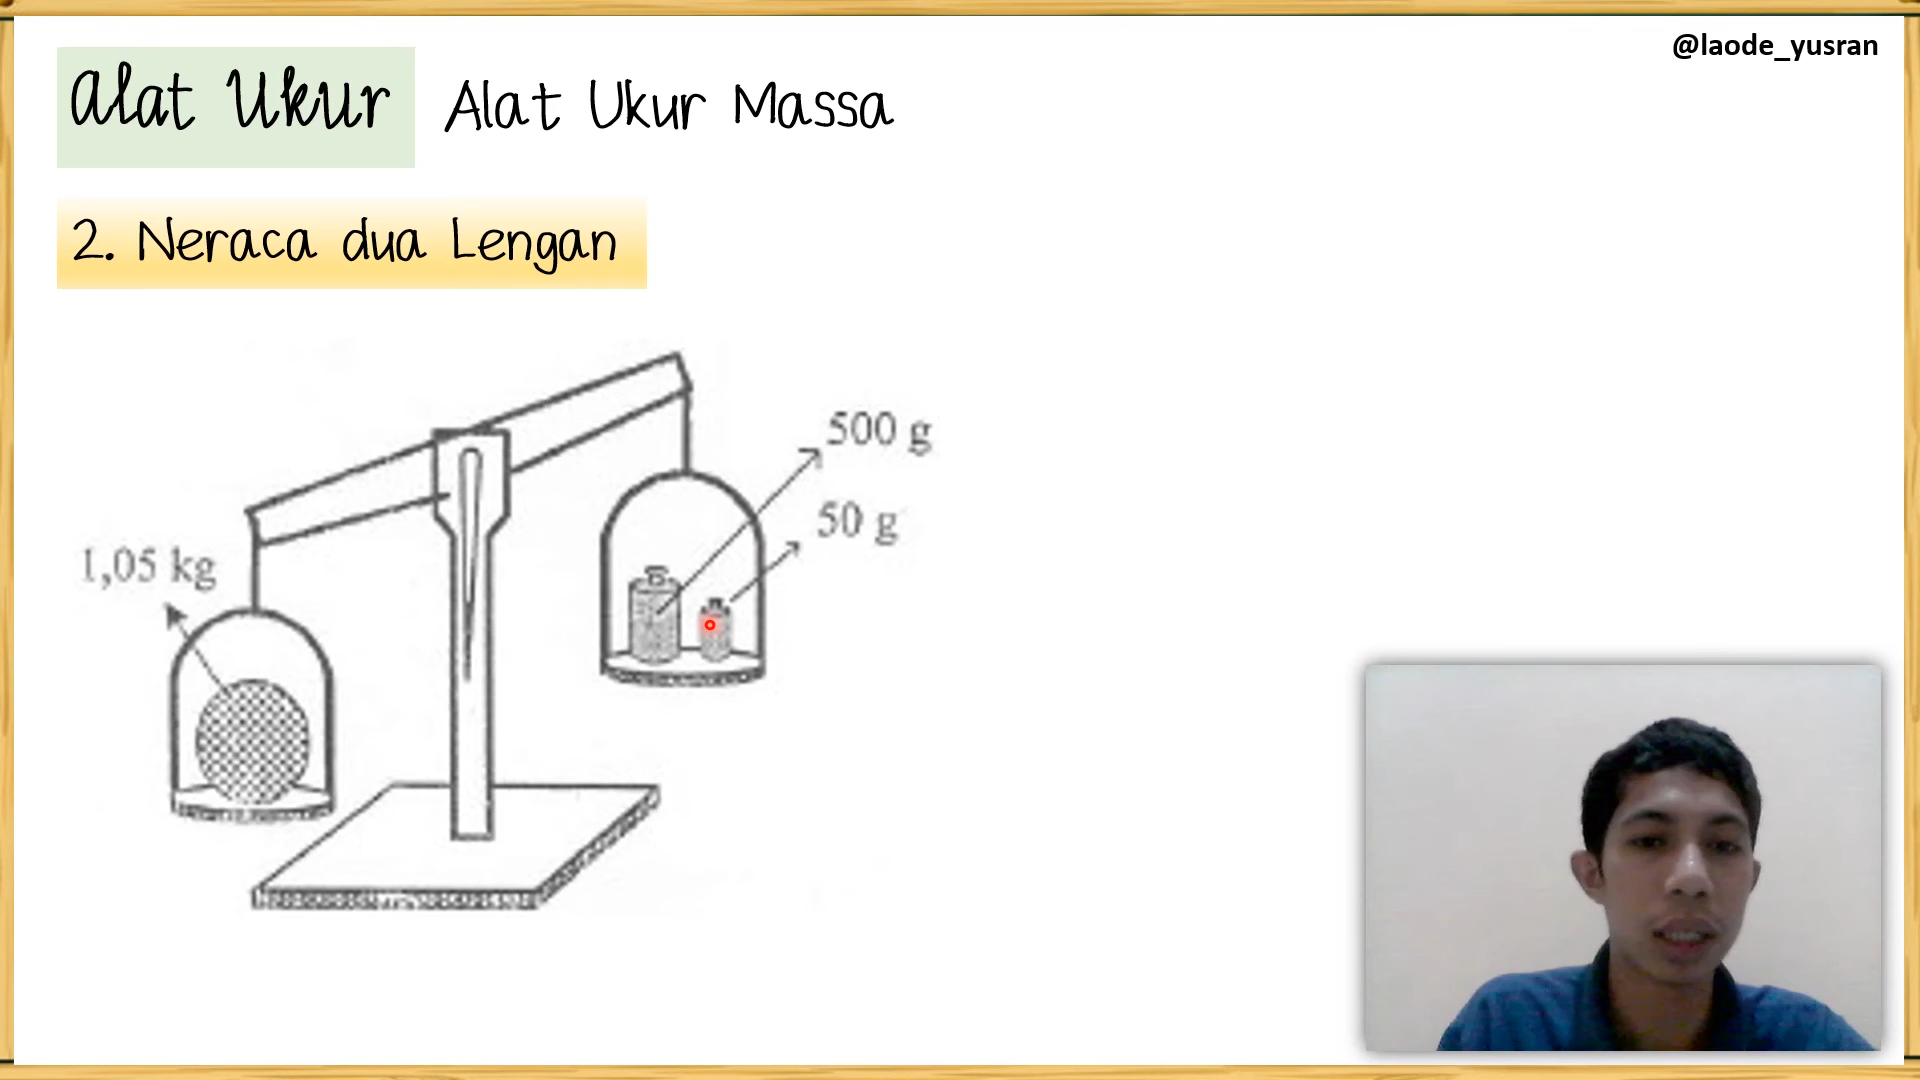 @laode_yusran
Alat Ukur
Alat Ukur Massa
2. Neraca dua Lengan
500 g
50 g
1,05 kg